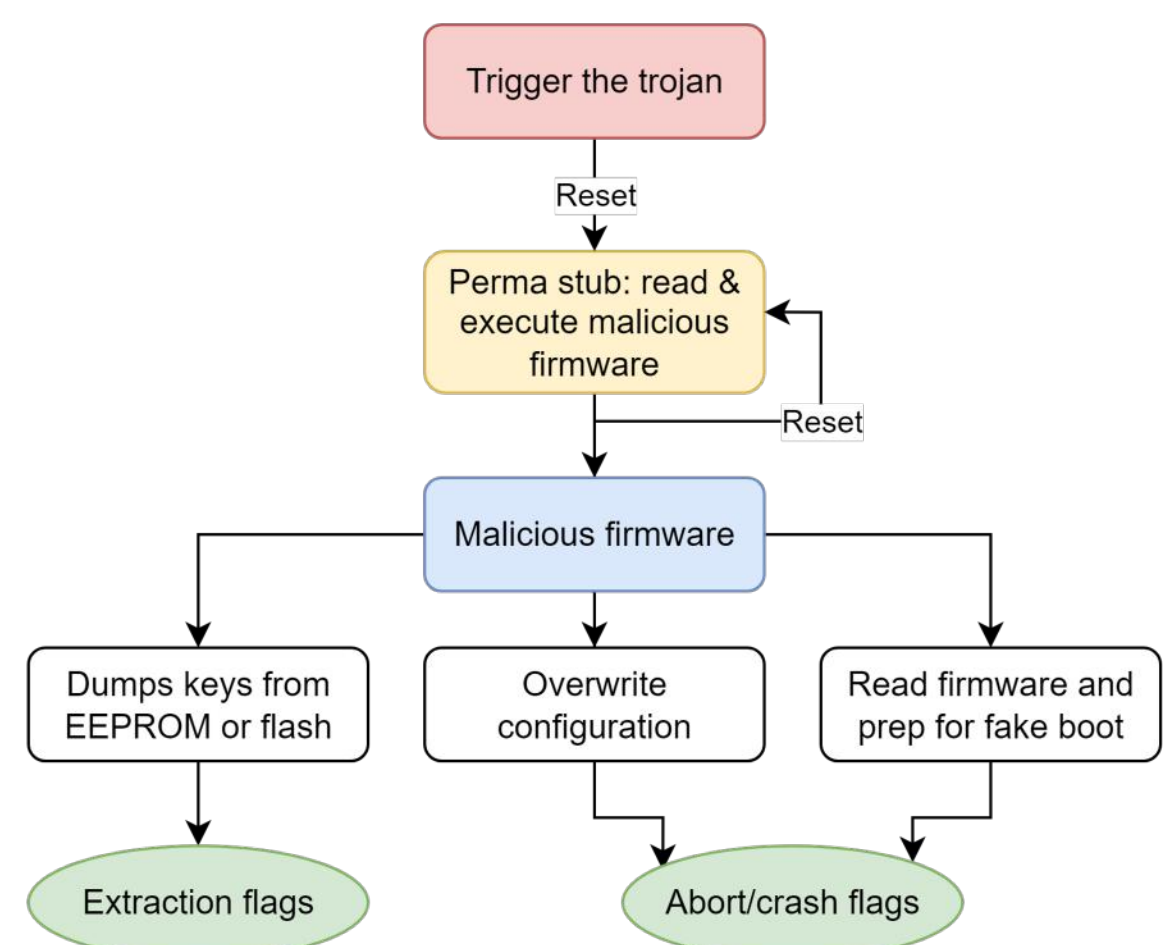 Trigger the trojan
Reset
Perma stub: read &
execute malicious
firmware
Reset
Malicious firmware
Dumps keys from
EEPROM or flash
Overwrite
configuration
Read firmware and
prep for fake boot
Extraction flags
Abort/crash flags